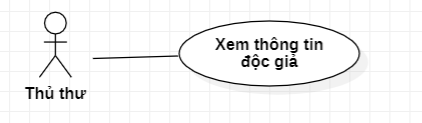 Xem thông tin
độc giả
Thủ thư